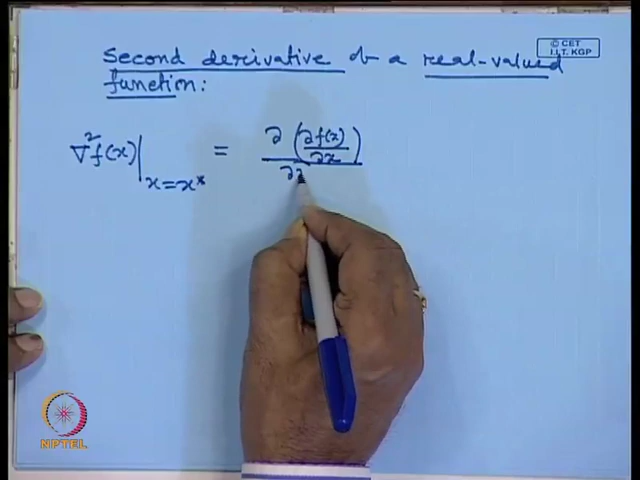 © CET
I.I.T. KGP
Second derivative of a real-valued
function:
∇²f(x)|ₓ₌ₓ* = ∂(∂f(x)/∂x)/∂x
NPTEL